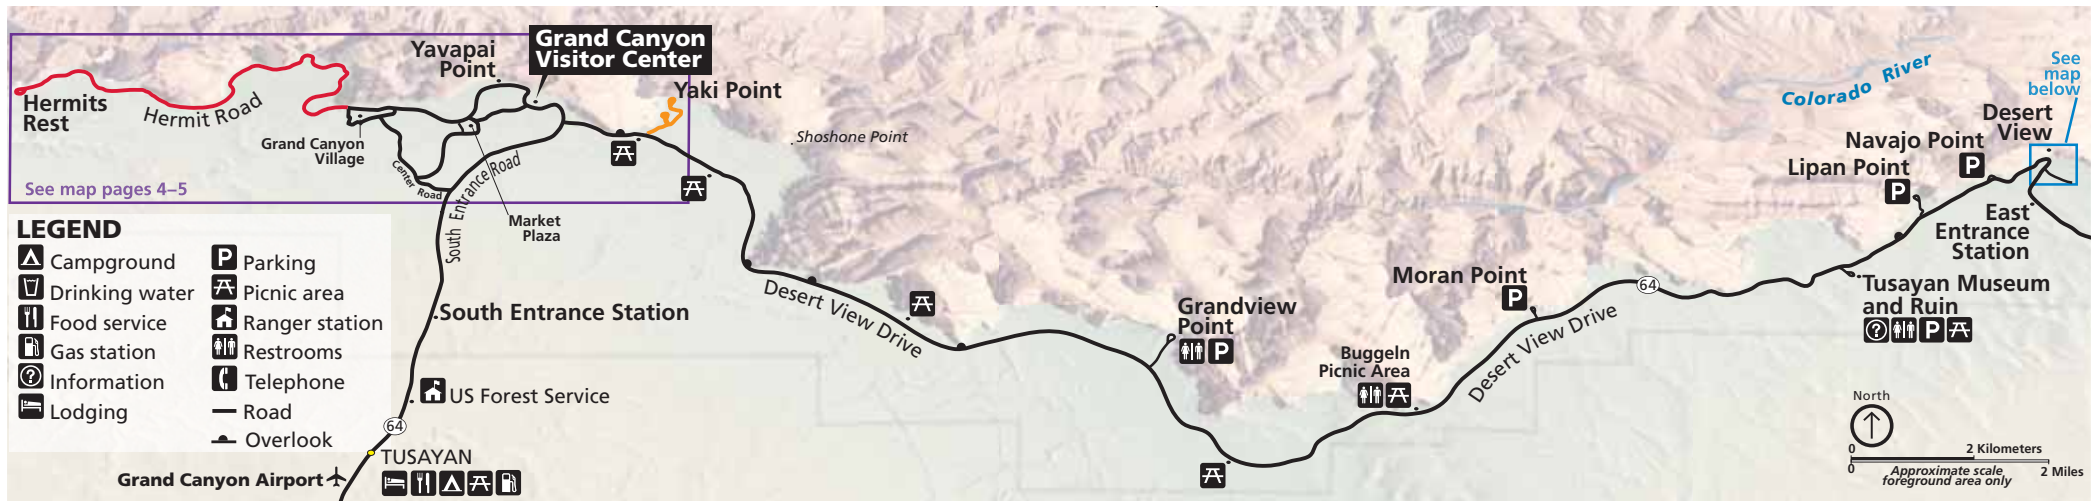 Hermits
Rest
Hermit Road
Grand Canyon
Village
See map pages 4–5
Yavapai
Point
Grand Canyon
Visitor Center
Yaki Point
Shoshone Point
Center Road
South Entrance Road
Market
Plaza
South Entrance Station
US Forest Service
64
TUSAYAN
Grand Canyon Airport
LEGEND
Campground
Drinking water
Food service
Gas station
Information
Lodging
P Parking
Picnic area
Ranger station
Restrooms
Telephone
Road
Overlook
Desert View Drive
Grandview
Point
P
Buggeln
Picnic Area
Moran Point
P
Desert View Drive
64
Colorado River
See
map
below
Desert
View
Navajo Point
P
Lipan Point
P
East
Entrance
Station
Tusayan Museum
and Ruin
? P
North
0 2 Kilometers
0 2 Miles
Approximate scale
foreground area only